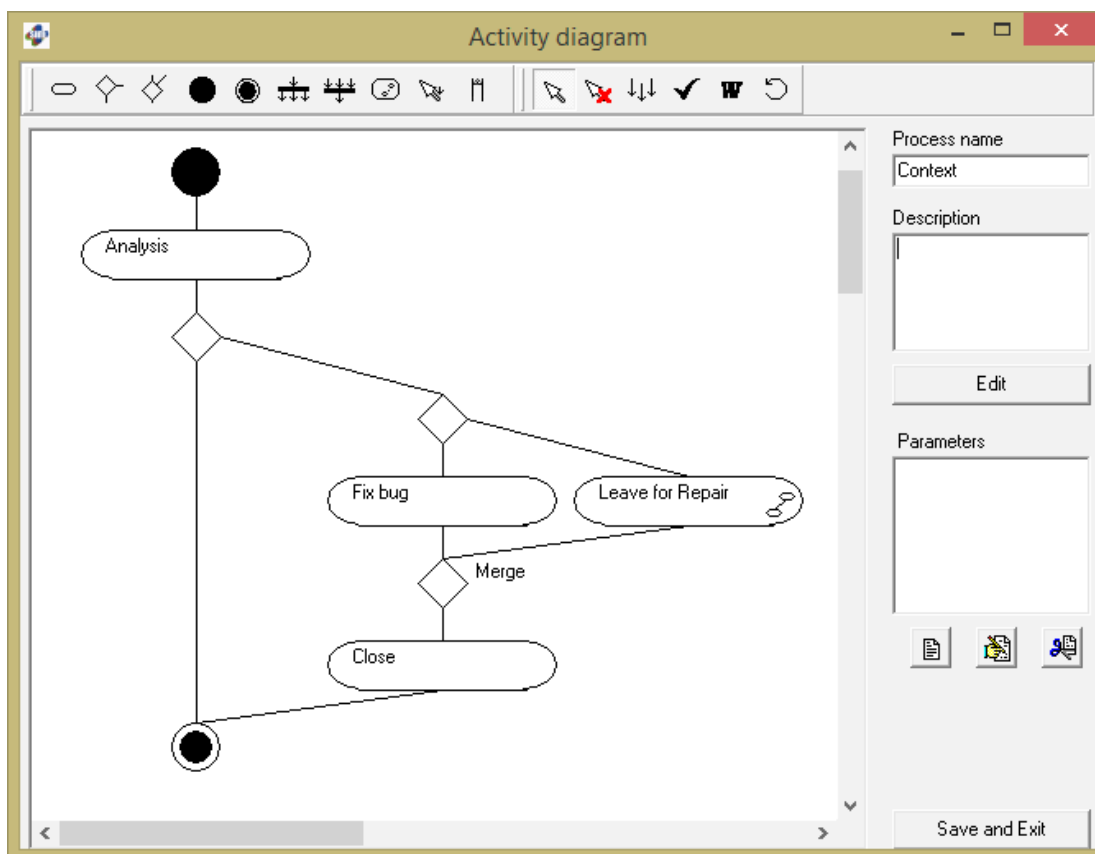 Activity diagram
W
Process name
Context
Description
Edit
Parameters
Save and Exit
Analysis
Fix bug
Leave for Repair
Merge
Close